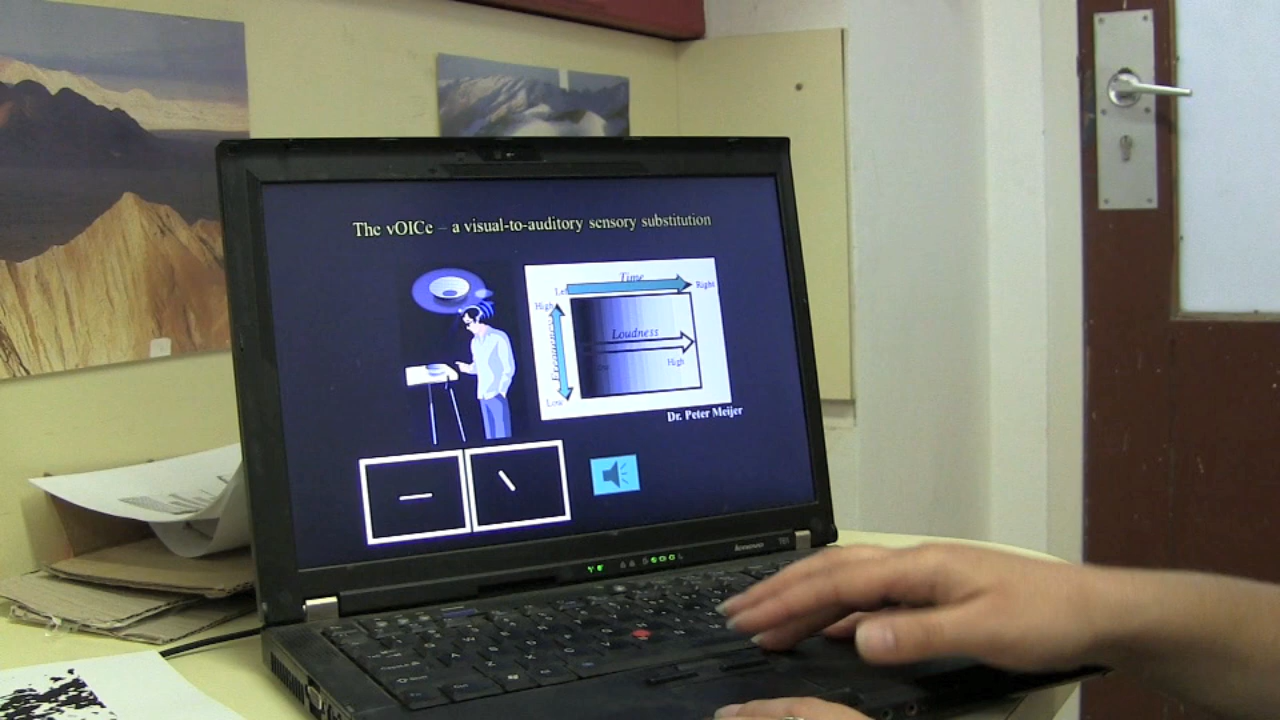 The vOICe – a visual-to-auditory sensory substitution
Time
Left
Right
High
Loudness
Frequency
High
Low
Dr. Peter Meijer
lenovo
T61